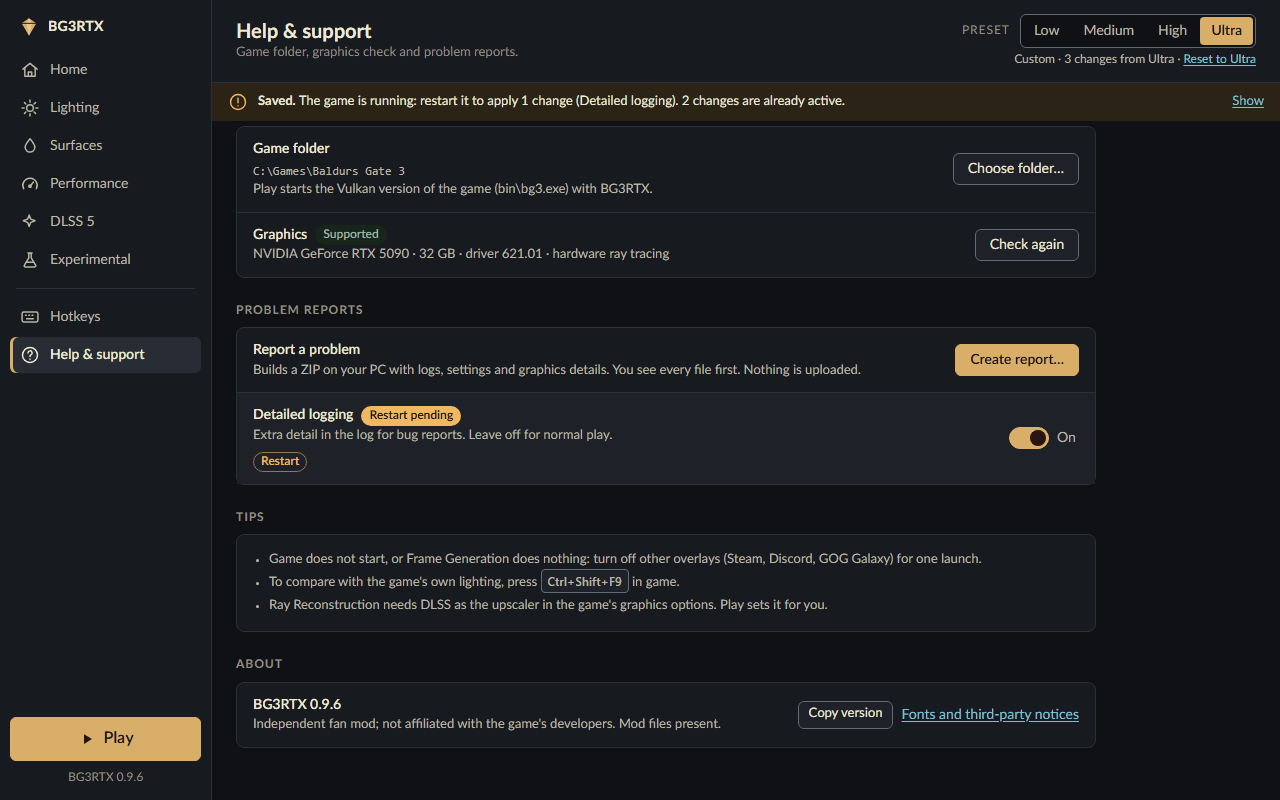 BG3RTX
Home
Lighting
Surfaces
Performance
DLSS 5
Experimental
Hotkeys
Help & support
Play
BG3RTX 0.9.6
Help & support
Game folder, graphics check and problem reports.
PRESET Low Medium High Ultra
Custom · 3 changes from Ultra · Reset to Ultra
Saved. The game is running: restart it to apply 1 change (Detailed logging). 2 changes are already active. Show
Game folder
C:\Games\Baldurs Gate 3
Play starts the Vulkan version of the game (bin\bg3.exe) with BG3RTX.
Choose folder...
Graphics Supported
NVIDIA GeForce RTX 5090 · 32 GB · driver 621.01 · hardware ray tracing
Check again
PROBLEM REPORTS
Report a problem
Builds a ZIP on your PC with logs, settings and graphics details. You see every file first. Nothing is uploaded.
Create report...
Detailed logging Restart pending
Extra detail in the log for bug reports. Leave off for normal play.
Restart
On
TIPS
• Game does not start, or Frame Generation does nothing: turn off other overlays (Steam, Discord, GOG Galaxy) for one launch.
• To compare with the game's own lighting, press Ctrl+Shift+F9 in game.
• Ray Reconstruction needs DLSS as the upscaler in the game's graphics options. Play sets it for you.
ABOUT
BG3RTX 0.9.6
Independent fan mod; not affiliated with the game's developers. Mod files present.
Copy version Fonts and third-party notices